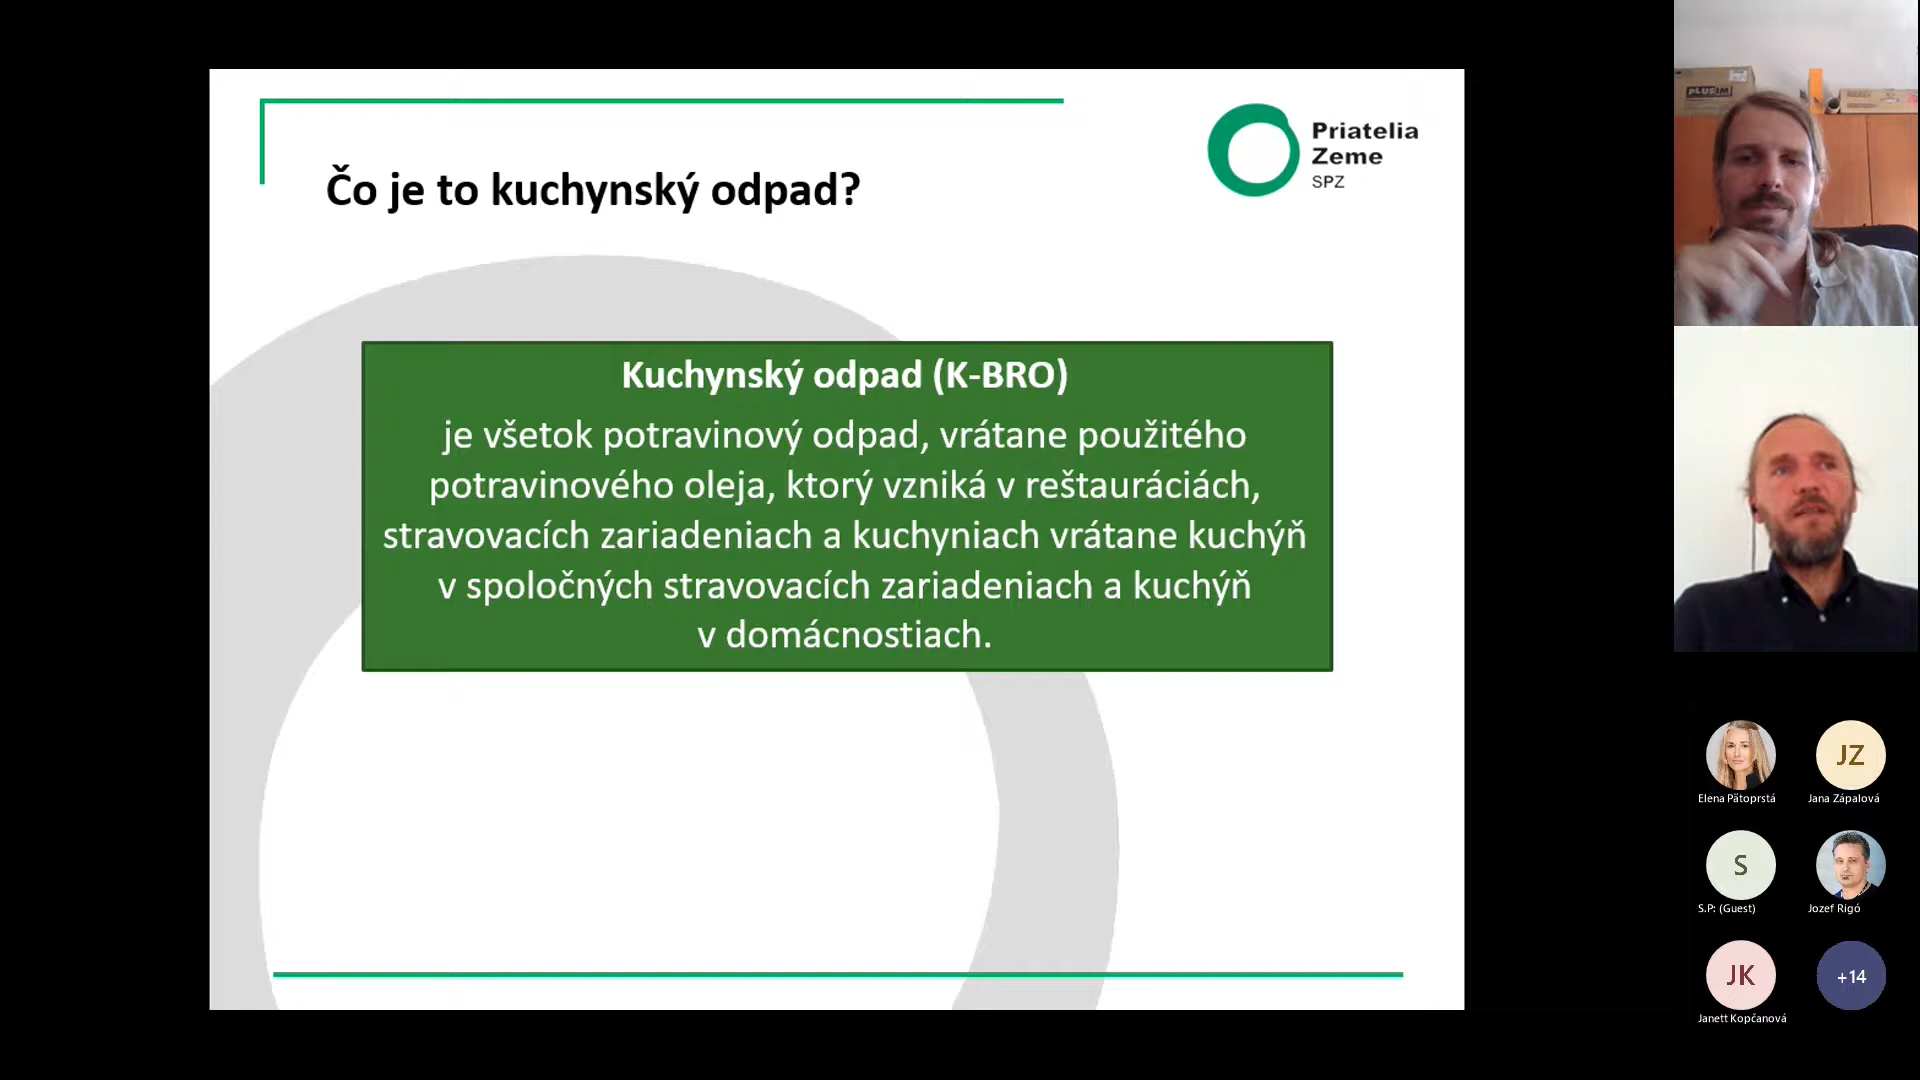 Čo je to kuchynský odpad?
Priatelia
Zeme
SPZ
Kuchynský odpad (K-BRO)
je všetok potravinový odpad, vrátane použitého
potravinového oleja, ktorý vzniká v reštauráciách,
stravovacích zariadeniach a kuchyniach vrátane kuchýň
v spoločných stravovacích zariadeniach a kuchýň
v domácnostiach.
PLUSIM
Elena Pätoprstá
JZ
Jana Zápalová
S
S.P: (Guest)
Jozef Rigó
JK
Janett Kopčanová
+14